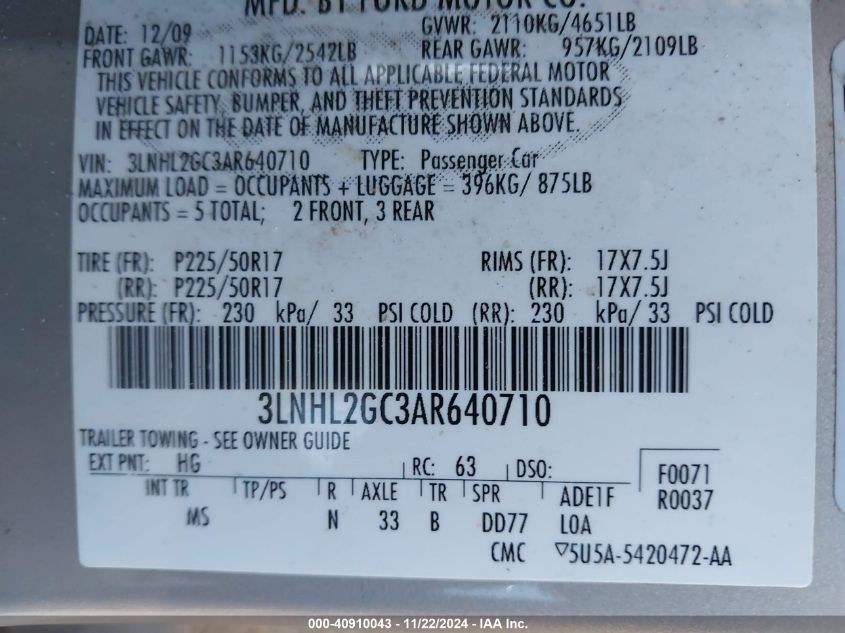 MFD. BY FORD MOTOR CO.
DATE: 12/09 GVWR: 2110KG/4651LB
FRONT GAWR: 1153KG/2542LB REAR GAWR: 957KG/2109LB
THIS VEHICLE CONFORMS TO ALL APPLICABLE FEDERAL MOTOR
VEHICLE SAFETY, BUMPER, AND THEFT PREVENTION STANDARDS
IN EFFECT ON THE DATE OF MANUFACTURE SHOWN ABOVE.
VIN: 3LNHL2GC3AR640710 TYPE: Passenger Car
MAXIMUM LOAD = OCCUPANTS + LUGGAGE = 396KG/ 875LB
OCCUPANTS = 5 TOTAL; 2 FRONT, 3 REAR
TIRE (FR): P225/50R17 RIMS (FR): 17X7.5J
(RR): P225/50R17 (RR): 17X7.5J
PRESSURE (FR): 230 kPa/ 33 PSI COLD (RR): 230 kPa/ 33 PSI COLD
3LNHL2GC3AR640710
TRAILER TOWING - SEE OWNER GUIDE
EXT PNT: HG RC: 63 DSO: F0071
INT TR TP/PS R AXLE TR SPR ADE1F R0037
MS N 33 B DD77 LOA
CMC ▽5U5A-5420472-AA
000-40910043 - 11/22/2024 - IAA Inc.